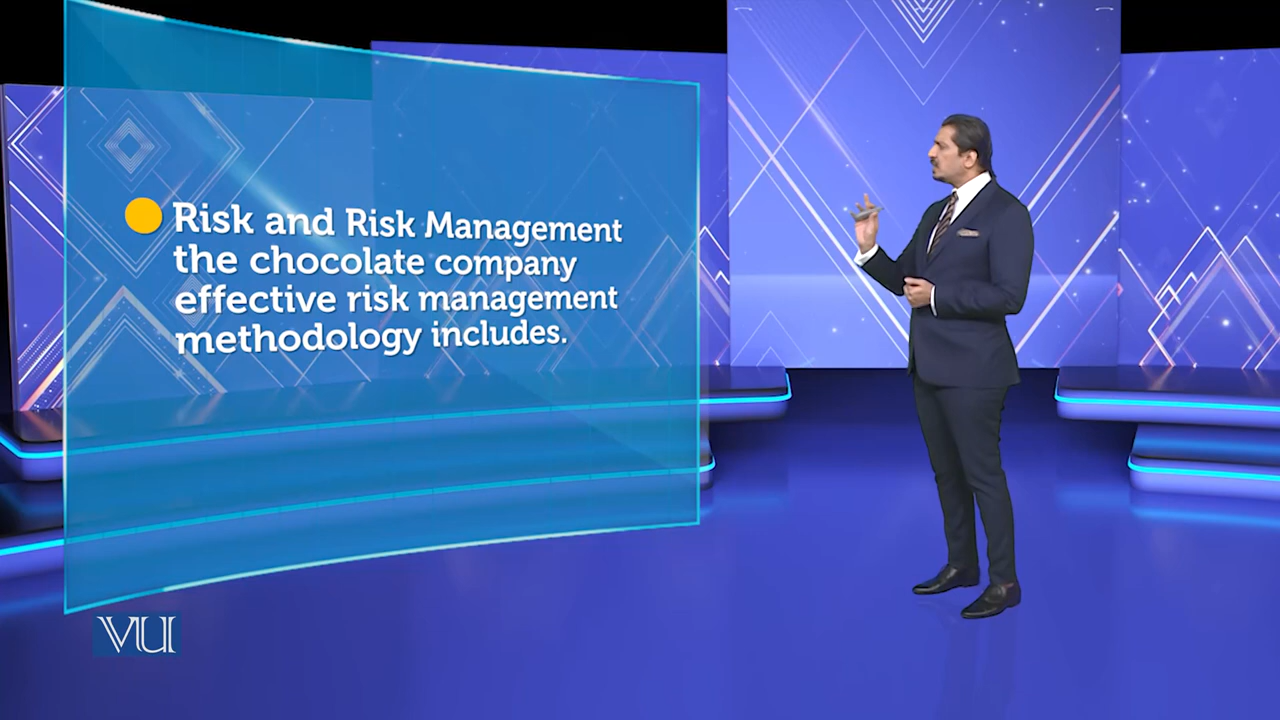 Risk and Risk Management
the chocolate company
effective risk management
methodology includes.
VU